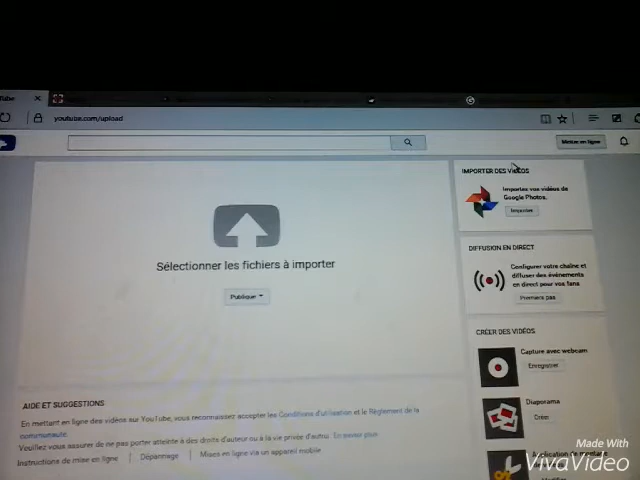 Tube
youtube.com/upload
Mettre en ligne
IMPORTER DES VIDÉOS
Importez vos vidéos de
Google Photos.
Importer
Sélectionner les fichiers à importer
Publique
DIFFUSION EN DIRECT
Configurer votre chaîne et
diffuser des événements
en direct pour vos fans
Premiers pas
CRÉER DES VIDÉOS
Capture avec webcam
Enregistrer
Diaporama
Créer
Application de montage
AIDE ET SUGGESTIONS
En mettant en ligne des vidéos sur YouTube, vous reconnaissez accepter les Conditions d'utilisation et le Règlement de la
communauté.
Veuillez vous assurer de ne pas porter atteinte à des droits d'auteur ou à la vie privée d'autrui. En savoir plus
Instructions de mise en ligne
Dépannage
Mises en ligne via un appareil mobile
Made With
VivaVideo